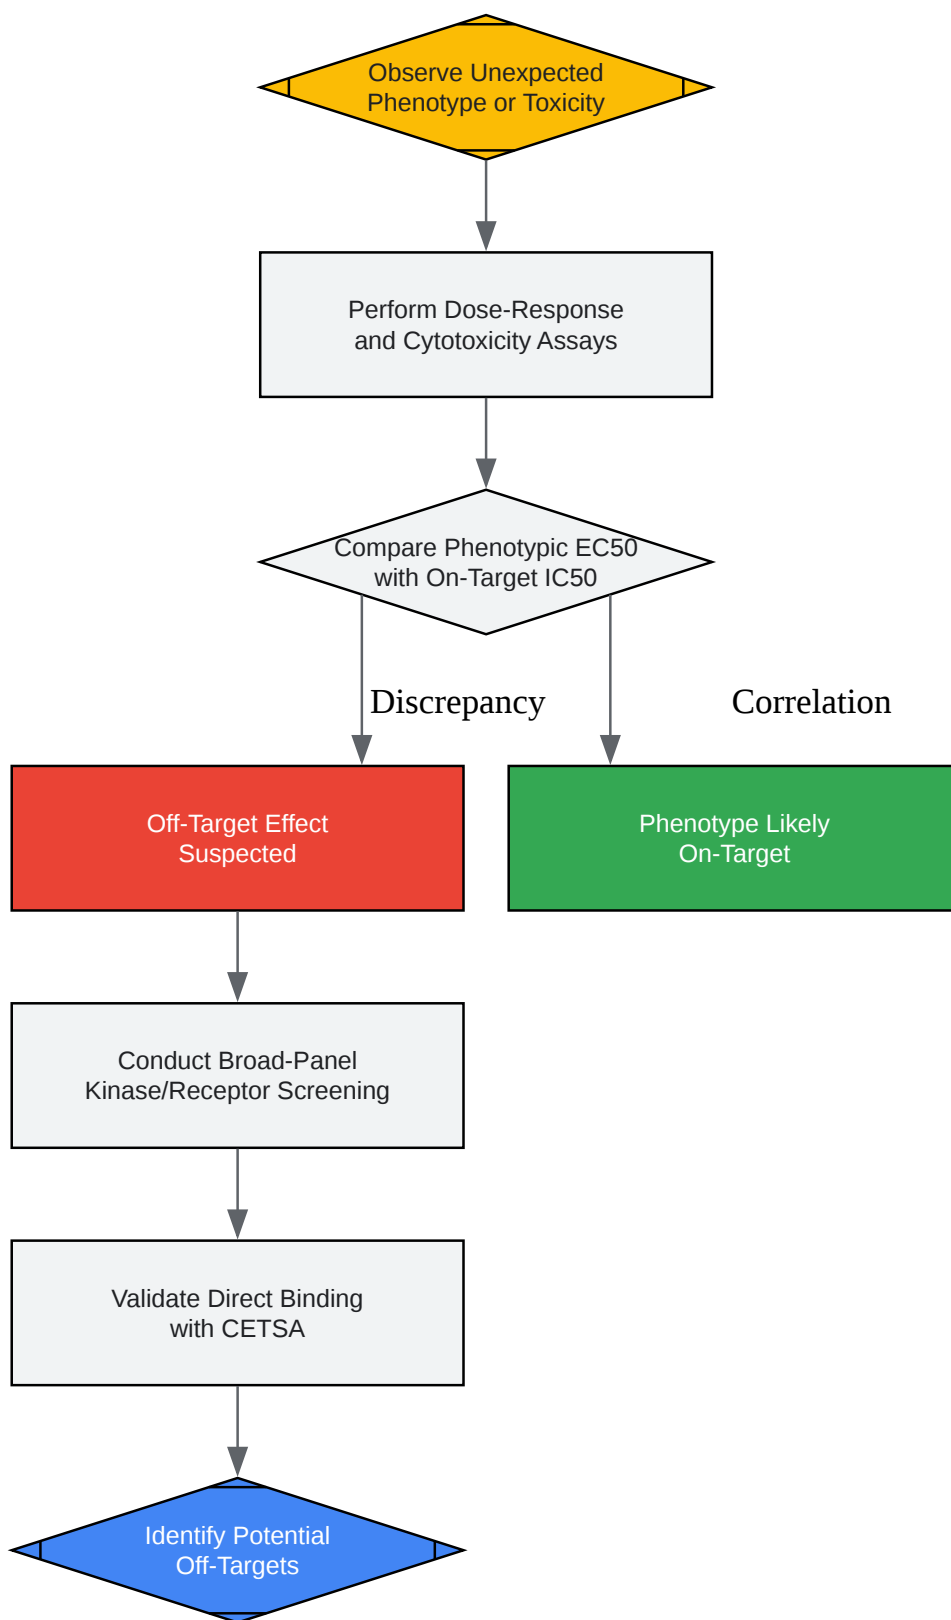 Observe Unexpected
Phenotype or Toxicity
Perform Dose-Response
and Cytotoxicity Assays
Compare Phenotypic EC50
with On-Target IC50
Discrepancy
Correlation
Off-Target Effect
Suspected
Phenotype Likely
On-Target
Conduct Broad-Panel
Kinase/Receptor Screening
Validate Direct Binding
with CETSA
Identify Potential
Off-Targets